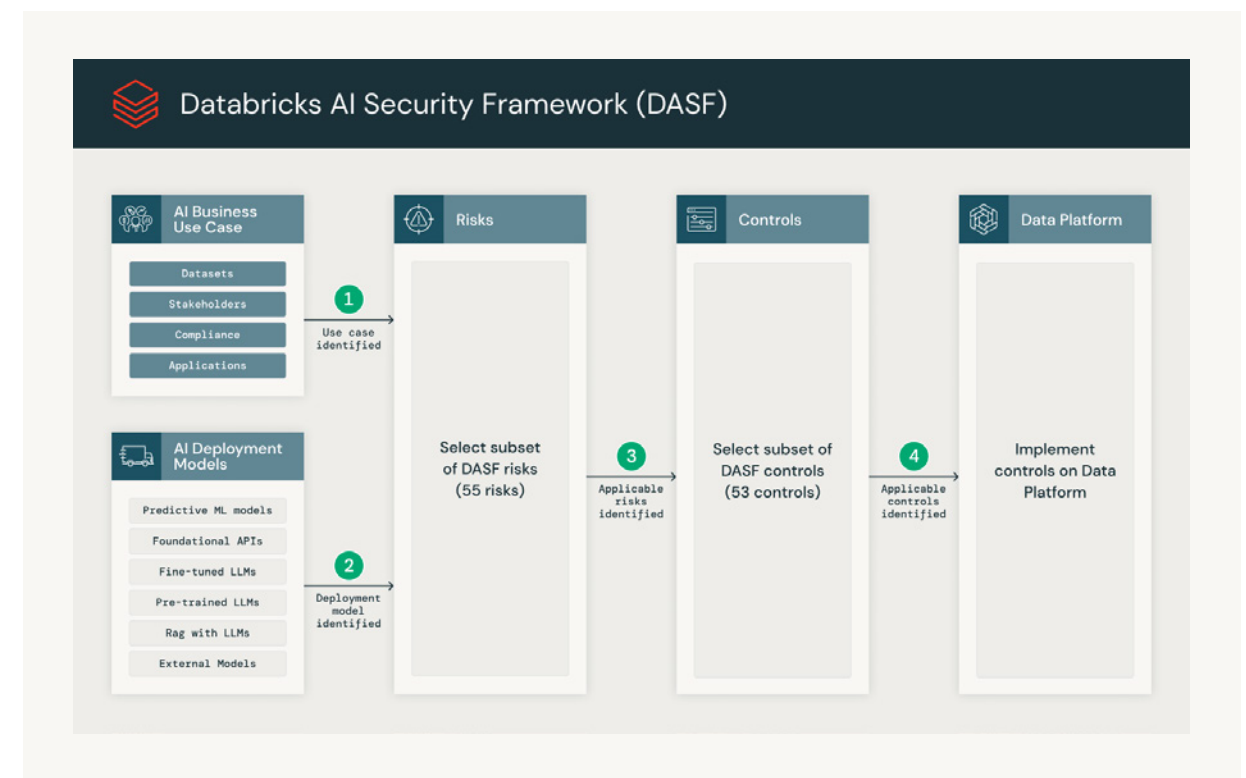 Databricks AI Security Framework (DASF)
AI Business
Use Case
Datasets
Stakeholders
Compliance
Applications
1
Use case
identified
AI Deployment
Models
Predictive ML models
Foundational APIs
Fine-tuned LLMs
Pre-trained LLMs
Rag with LLMs
External Models
2
Deployment
model
identified
Risks
Select subset
of DASF risks
(55 risks)
3
Applicable
risks
identified
Controls
Select subset of
DASF controls
(53 controls)
4
Applicable
controls
identified
Data Platform
Implement
controls on Data
Platform